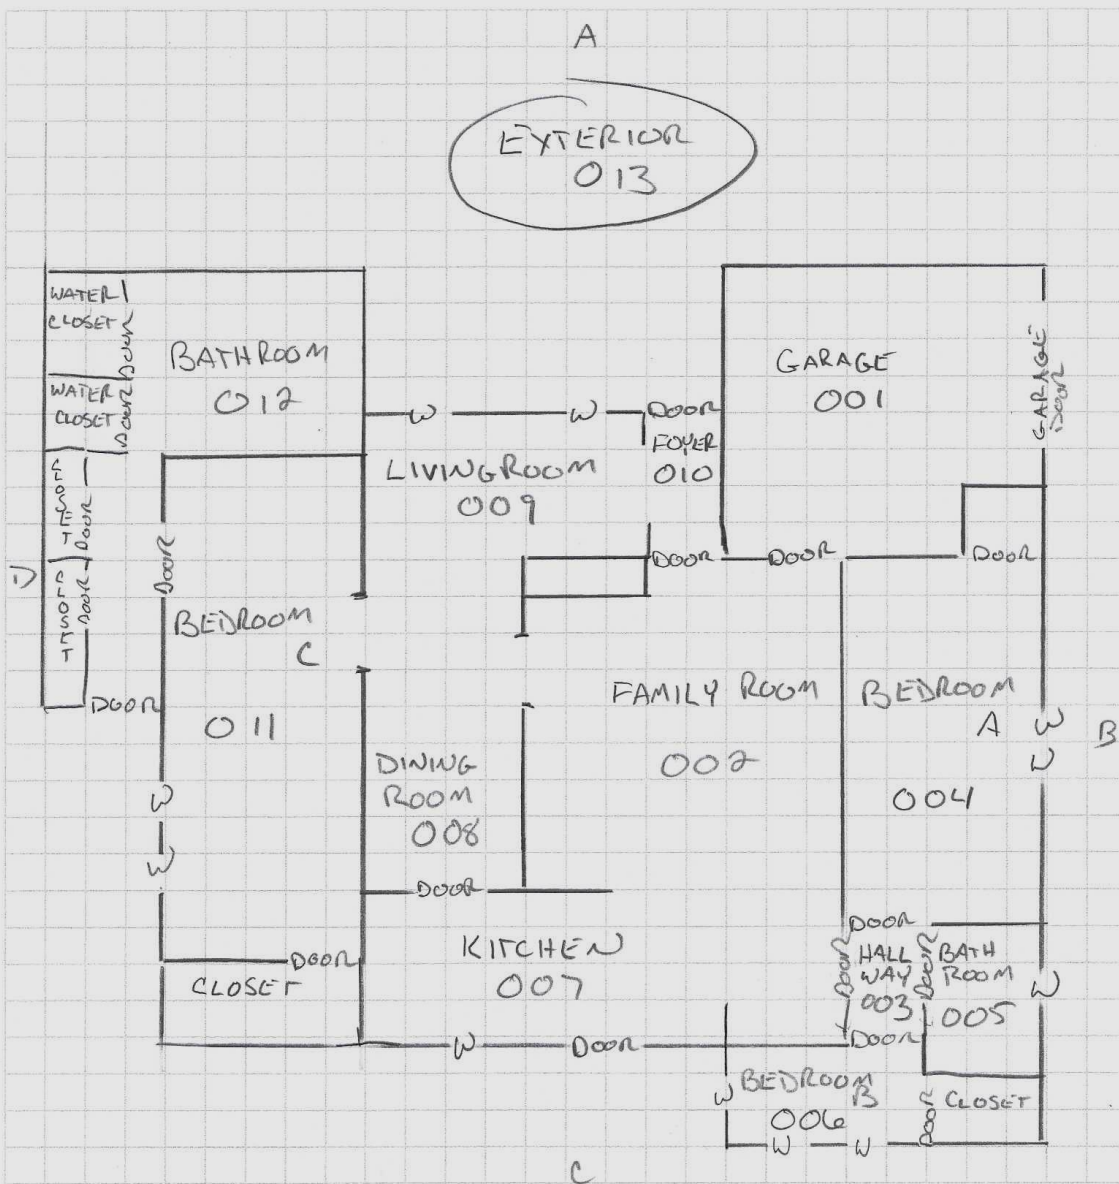 A
EXTERIOR
013
WATER
CLOSET
DOOR
BATHROOM
012
WATER
CLOSET
DOOR
GARAGE
001
GARAGE
DOOR
W
W
DOOR
FOYER
010
LIVINGROOM
009
CLOSET
DOOR
DOOR
DOOR
DOOR
DOOR
D
CLOSET
DOOR
DOOR
BEDROOM
C
011
FAMILY ROOM
002
BEDROOM
A
004
W
W
B
DINING
ROOM
008
W
W
DOOR
DOOR
KITCHEN
007
DOOR
HALL
WAY
003
DOOR
DOOR
BATH
ROOM
005
W
DOOR
CLOSET
W
DOOR
DOOR
BEDROOM
B
006
W
DOOR
CLOSET
W
W
C